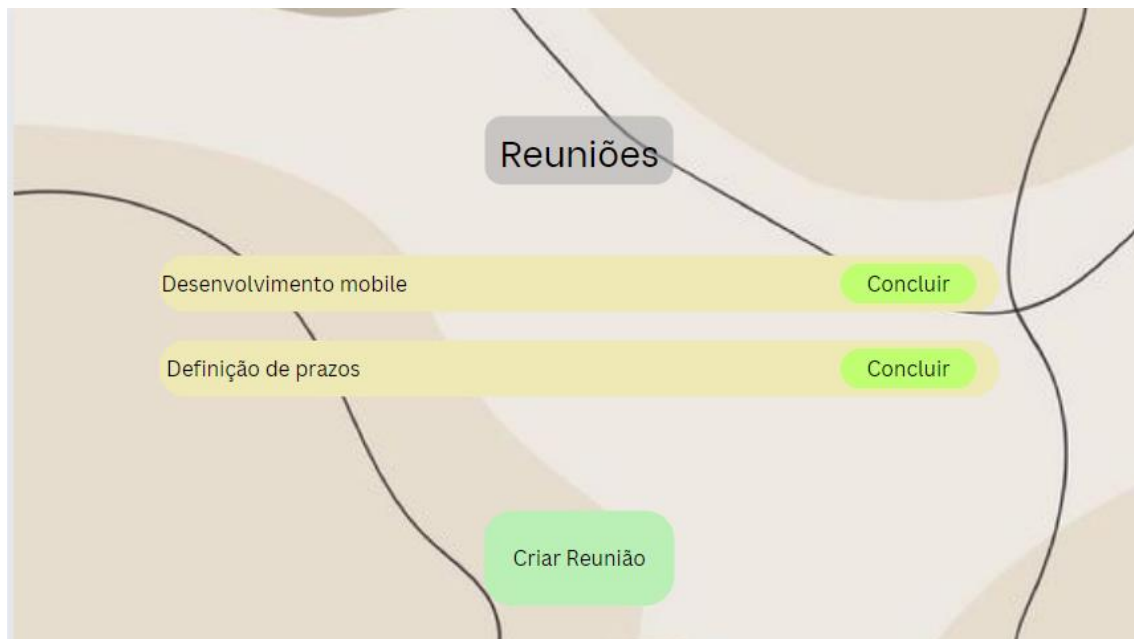 Reuniões
Desenvolvimento mobile
Concluir
Definição de prazos
Concluir
Criar Reunião